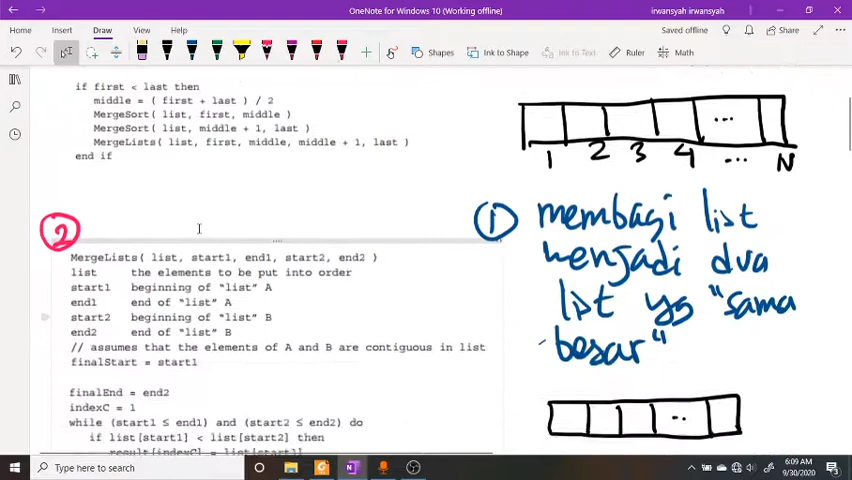 OneNote for Windows 10 (Working offline)
irwansyah irwansyah
Home
Insert
Draw
View
Help
Saved offline
Share
Shapes
Ink to Shape
Ink to Text
Ruler
Math
if first < last then
middle = ( first + last ) / 2
MergeSort ( list, first, middle )
MergeSort ( list, middle + 1, last )
MergeLists ( list, first, middle, middle + 1, last )
end if
1 2 3 4 ... N
...
① membagi list
menjadi dua
list yg "sama
besar"
②
MergeLists( list, start1, end1, start2, end2 )
list the elements to be put into order
start1 beginning of "list" A
end1 end of "list" A
start2 beginning of "list" B
end2 end of "list" B
// assumes that the elements of A and B are contiguous in list
finalStart = start1
finalEnd = end2
indexC = 1
while (start1 ≤ end1) and (start2 ≤ end2) do
if list[start1] < list[start2] then
result[indexC] = list[start1]
Type here to search
6:09 AM
9/30/2020